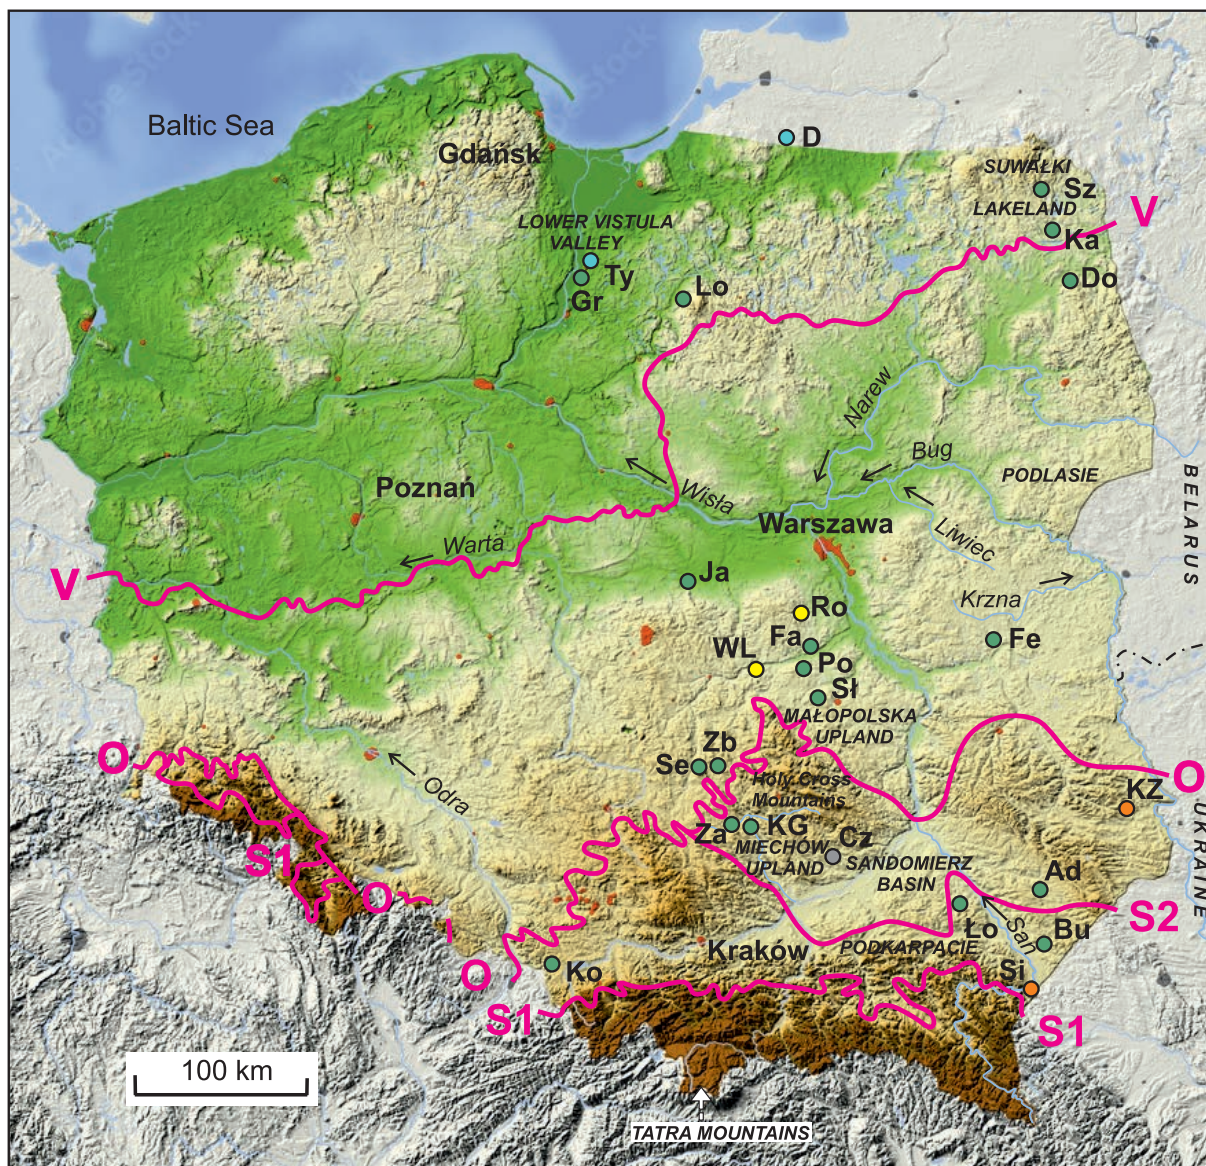 Baltic Sea
Gdańsk
D
SUWAŁKI
Sz
LAKELAND
V
Ka
LOWER VISTULA
VALLEY
Ty
Gr
Lo
Do
Narew
Bug
PODLASIE
BELARUS
Poznań
Wisła
Warszawa
Liwiec
Warta
V
Ja
Krzna
Ro
Fa
Fe
WL
Po
Sł
MAŁOPOLSKA
UPLAND
O
Zb
Se
Odra
Holy Cross
Mountains
O
KZ
UKRAINE
Za
KG
Cz
MIECHÓW
UPLAND
SANDOMIERZ
BASIN
S1
O
Ad
S2
Ło
San
Bu
Kraków
PODKARPACIE
O
Ko
Si
S1
S1
100 km
TATRA MOUNTAINS